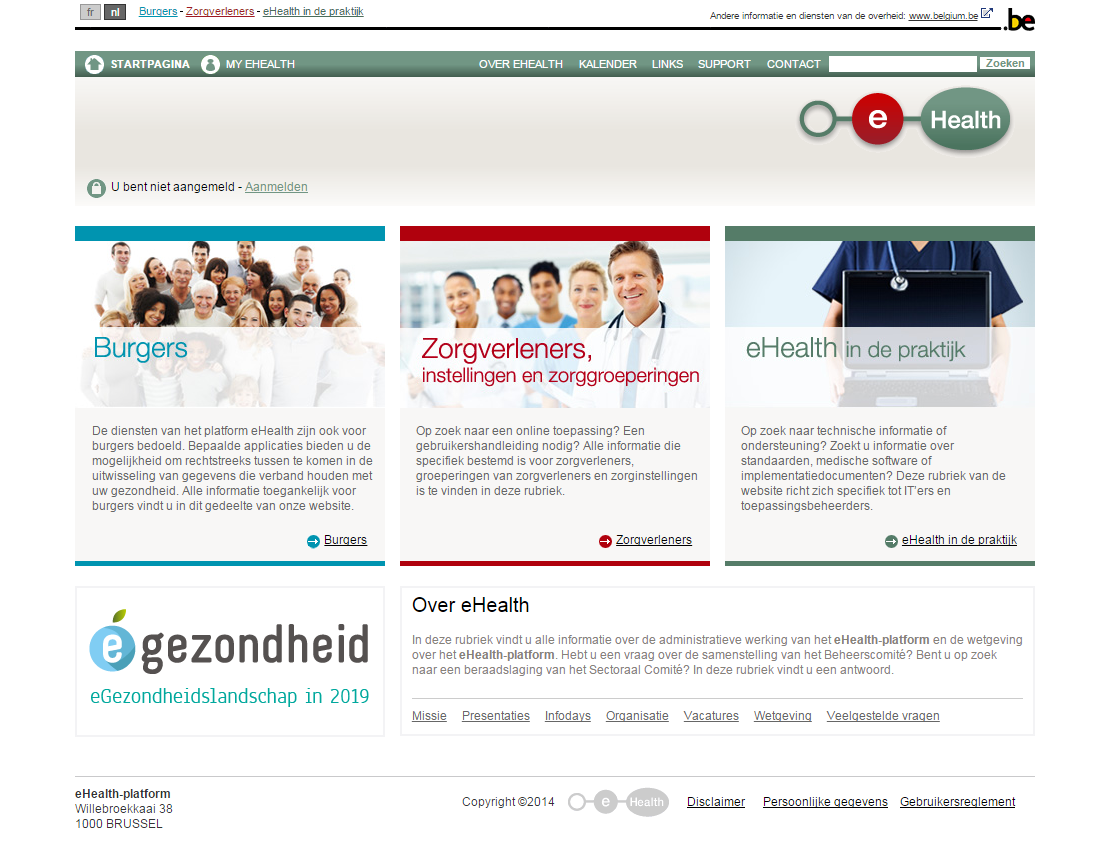 fr nl Burgers - Zorgverleners - eHealth in de praktijk
Andere informatie en diensten van de overheid: www.belgium.be
.be
STARTPAGINA MY EHEALTH OVER EHEALTH KALENDER LINKS SUPPORT CONTACT Zoeken
e Health
U bent niet aangemeld - Aanmelden
Burgers
De diensten van het platform eHealth zijn ook voor
burgers bedoeld. Bepaalde applicaties bieden u de
mogelijkheid om rechtstreeks tussen te komen in de
uitwisseling van gegevens die verband houden met
uw gezondheid. Alle informatie toegankelijk voor
burgers vindt u in dit gedeelte van onze website.
Burgers
Zorgverleners,
instellingen en zorggroeperingen
Op zoek naar een online toepassing? Een
gebruikershandleiding nodig? Alle informatie die
specifiek bestemd is voor zorgverleners,
groeperingen van zorgverleners en zorginstellingen
is te vinden in deze rubriek.
Zorgverleners
eHealth in de praktijk
Op zoek naar technische informatie of
ondersteuning? Zoekt u informatie over
standaarden, medische software of
implementatiedocumenten? Deze rubriek van de
website richt zich specifiek tot IT'ers en
toepassingsbeheerders.
eHealth in de praktijk
e gezondheid
eGezondheidslandschap in 2019
Over eHealth
In deze rubriek vindt u alle informatie over de administratieve werking van het eHealth-platform en de wetgeving
over het eHealth-platform. Hebt u een vraag over de samenstelling van het Beheerscomité? Bent u op zoek
naar een beraadslaging van het Sectoraal Comité? In deze rubriek vindt u een antwoord.
Missie Presentaties Infodays Organisatie Vacatures Wetgeving Veelgestelde vragen
eHealth-platform
Willebroekkaai 38
1000 BRUSSEL
Copyright ©2014 e Health Disclaimer Persoonlijke gegevens Gebruikersreglement